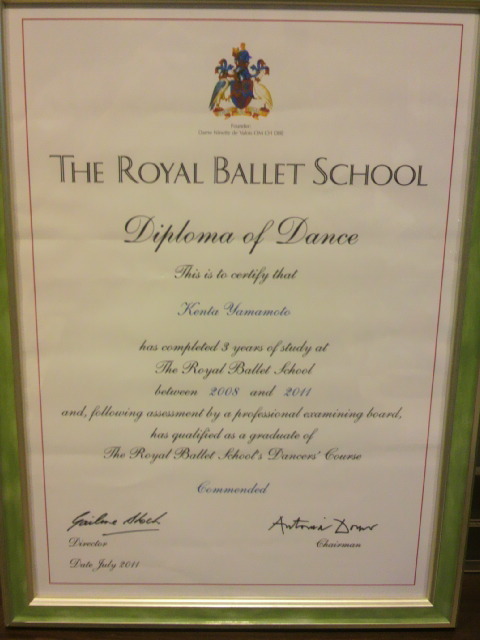 Founder
Dame Ninette de Valois OM CH DBE
THE ROYAL BALLET SCHOOL
Diploma of Dance
This is to certify that
Kenta Yamamoto
has completed 3 years of study at
The Royal Ballet School
between 2008 and 2011
and, following assessment by a professional examining board,
has qualified as a graduate of
The Royal Ballet School's Dancers' Course
Commended
Director
Chairman
Date July 2011